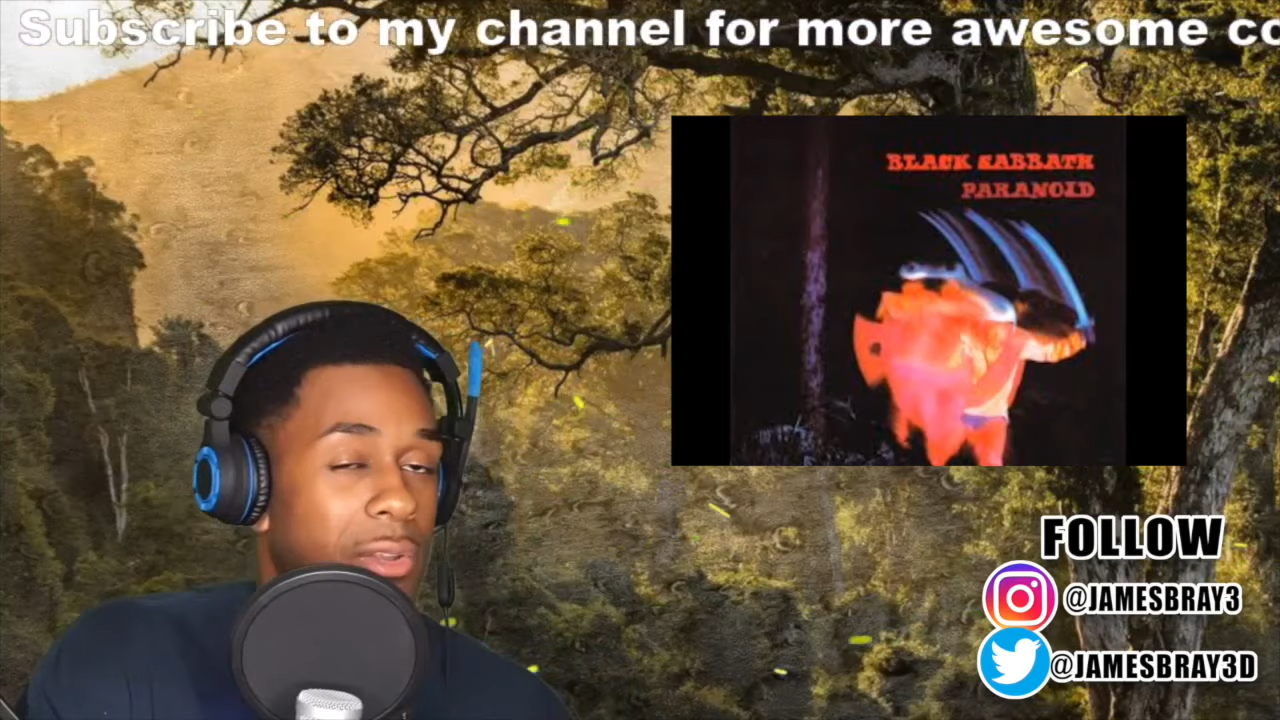 Subscribe to my channel for more awesome co
BLACK SABBATH
PARANOID
FOLLOW
@JAMESBRAY3
@JAMESBRAY3D